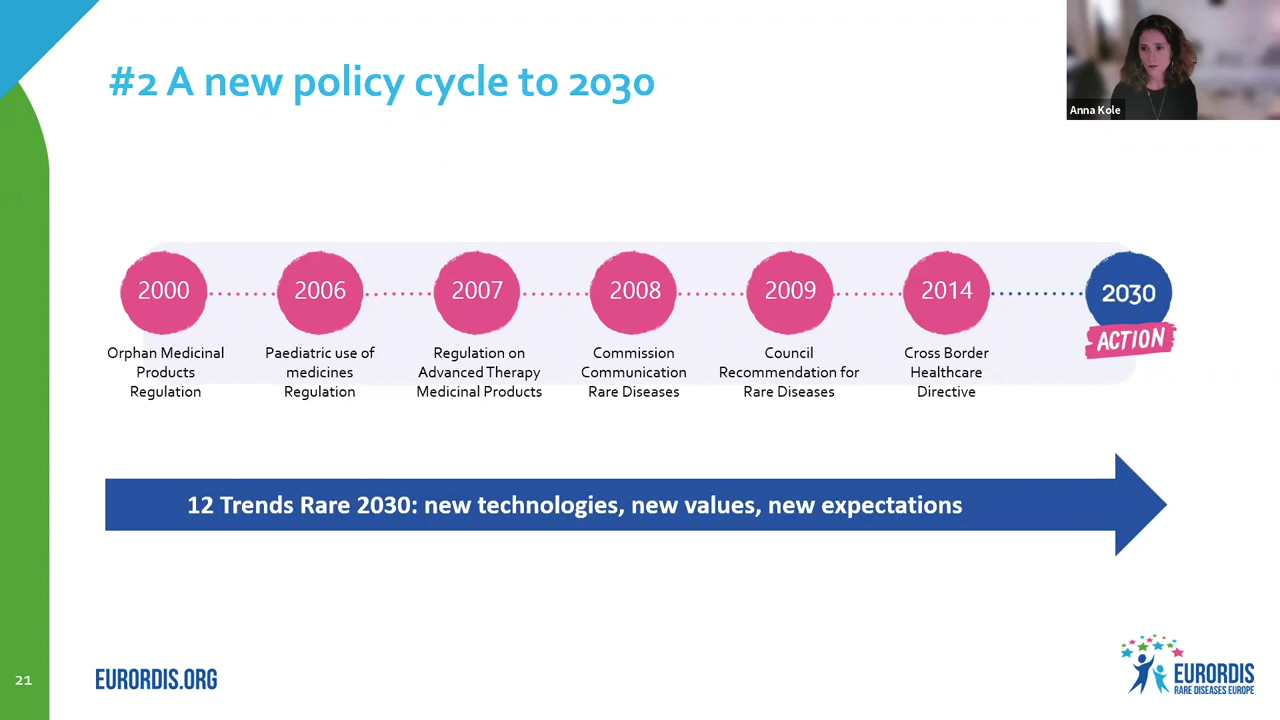 #2 A new policy cycle to 2030
Anna Kole
2000
2006
2007
2008
2009
2014
2030
ACTION
Orphan Medicinal
Products
Regulation
Paediatric use of
medicines
Regulation
Regulation on
Advanced Therapy
Medicinal Products
Commission
Communication
Rare Diseases
Council
Recommendation for
Rare Diseases
Cross Border
Healthcare
Directive
12 Trends Rare 2030: new technologies, new values, new expectations
21
EURORDIS.ORG
EURORDIS
RARE DISEASES EUROPE